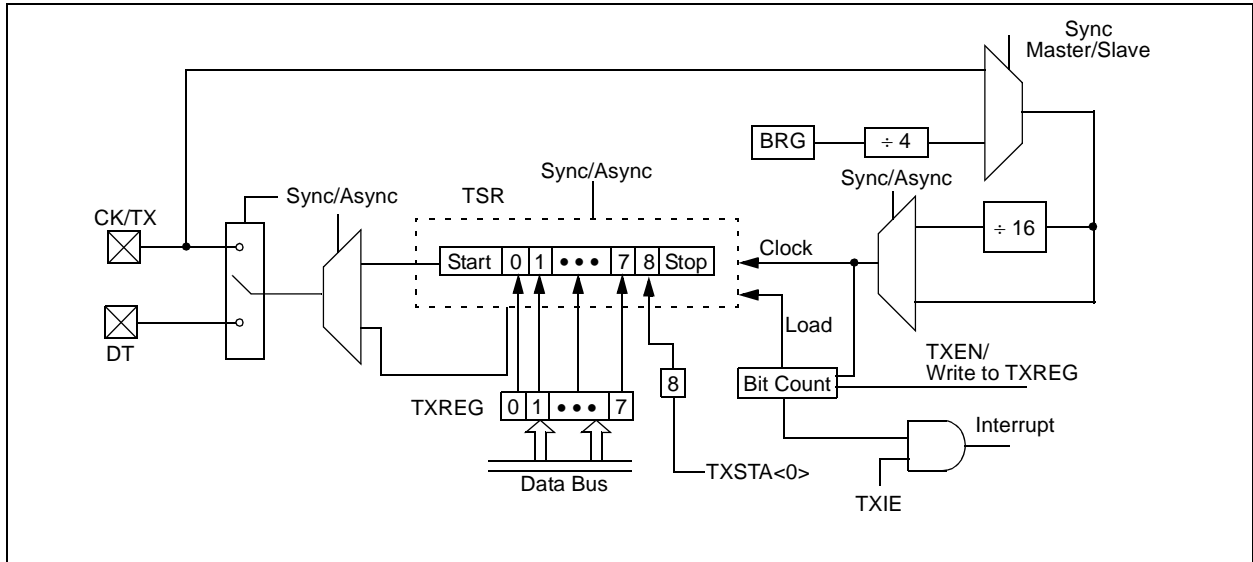 Sync
Master/Slave
BRG
÷ 4
Sync/Async
Sync/Async
TSR
Sync/Async
CK/TX
÷ 16
Clock
Start 0 1 • • • 7 8 Stop
DT
Load
TXEN/
Write to TXREG
8
Bit Count
TXREG 0 1 • • • 7
Interrupt
TXSTA<0>
Data Bus
TXIE